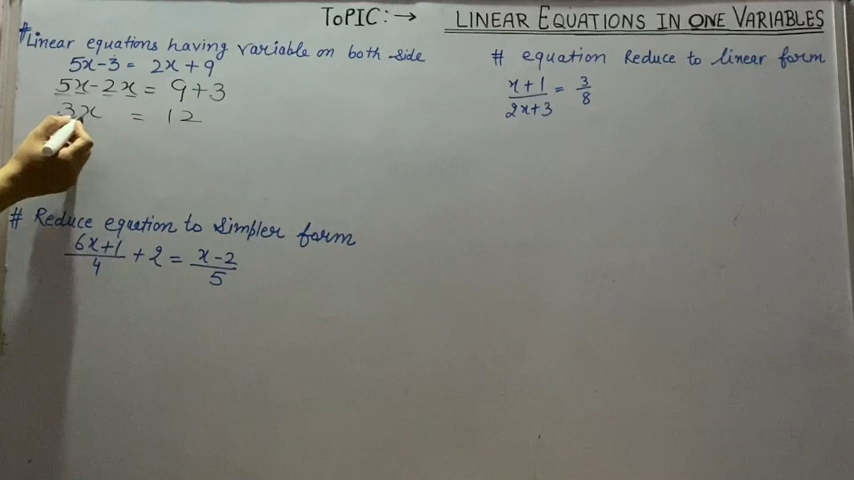 ToPIC:→ LINEAR EQUATIONS IN ONE VARIABLES
#Linear equations having variable on both side
5x-3 = 2x+9
5x-2x = 9+3
3x = 12
# Reduce equation to Simpler form
6x+1/4 + 2 = x-2/5
# equation Reduce to linear form
x+1/2x+3 = 3/8